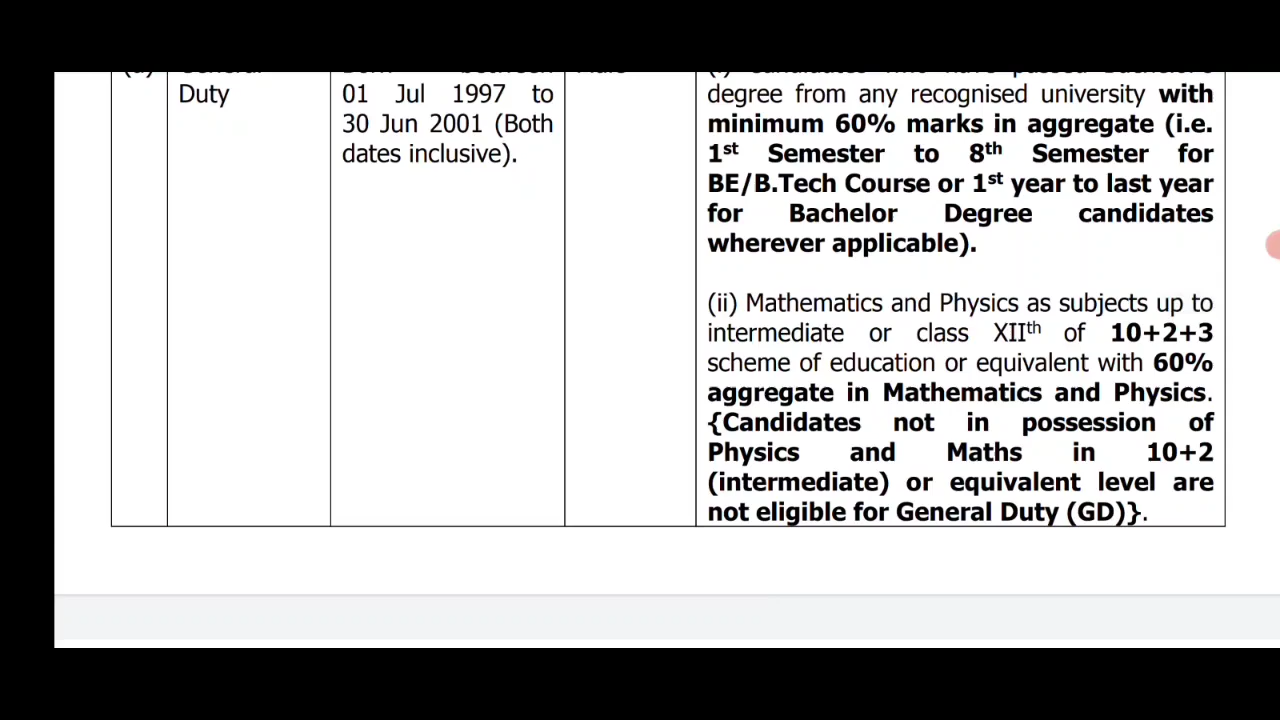 Duty
01 Jul 1997 to
30 Jun 2001 (Both
dates inclusive).
degree from any recognised university with
minimum 60% marks in aggregate (i.e.
1st Semester to 8th Semester for
BE/B.Tech Course or 1st year to last year
for Bachelor Degree candidates
wherever applicable).
(ii) Mathematics and Physics as subjects up to
intermediate or class XIIth of 10+2+3
scheme of education or equivalent with 60%
aggregate in Mathematics and Physics.
{Candidates not in possession of
Physics and Maths in 10+2
(intermediate) or equivalent level are
not eligible for General Duty (GD)}.